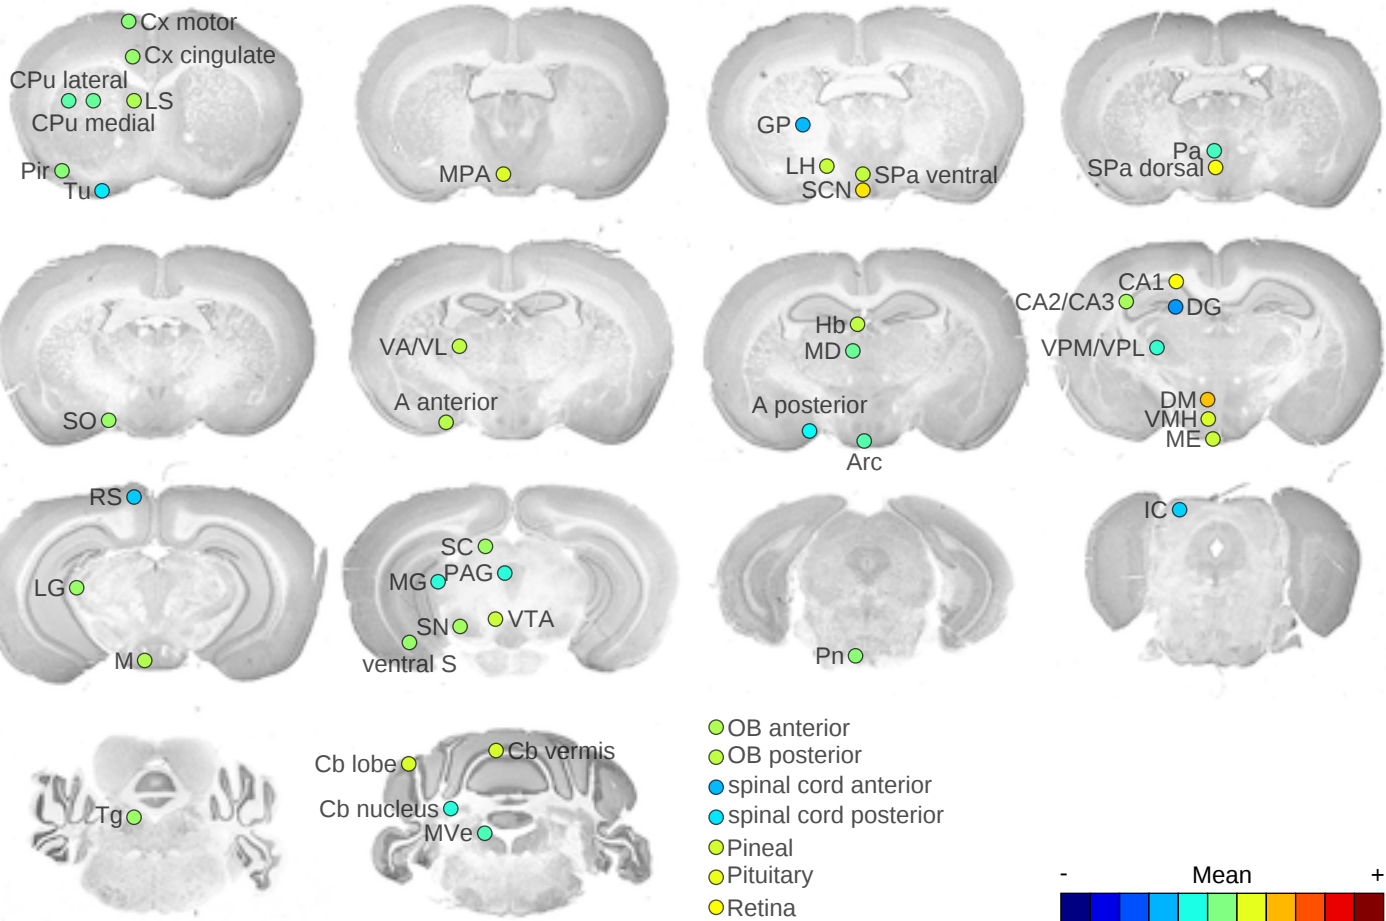 Cx motor
Cx cingulate
CPu lateral
LS
CPu medial
Pir
Tu
MPA
GP
LH
SPa ventral
SCN
Pa
SPa dorsal
SO
VA/VL
A anterior
Hb
MD
A posterior
Arc
CA1
CA2/CA3
DG
VPM/VPL
DM
VMH
ME
RS
LG
M
SC
MG
PAG
SN
VTA
ventral S
Pn
IC
Tg
Cb lobe
Cb vermis
Cb nucleus
MVe
OB anterior
OB posterior
spinal cord anterior
spinal cord posterior
Pineal
Pituitary
Retina
- Mean +